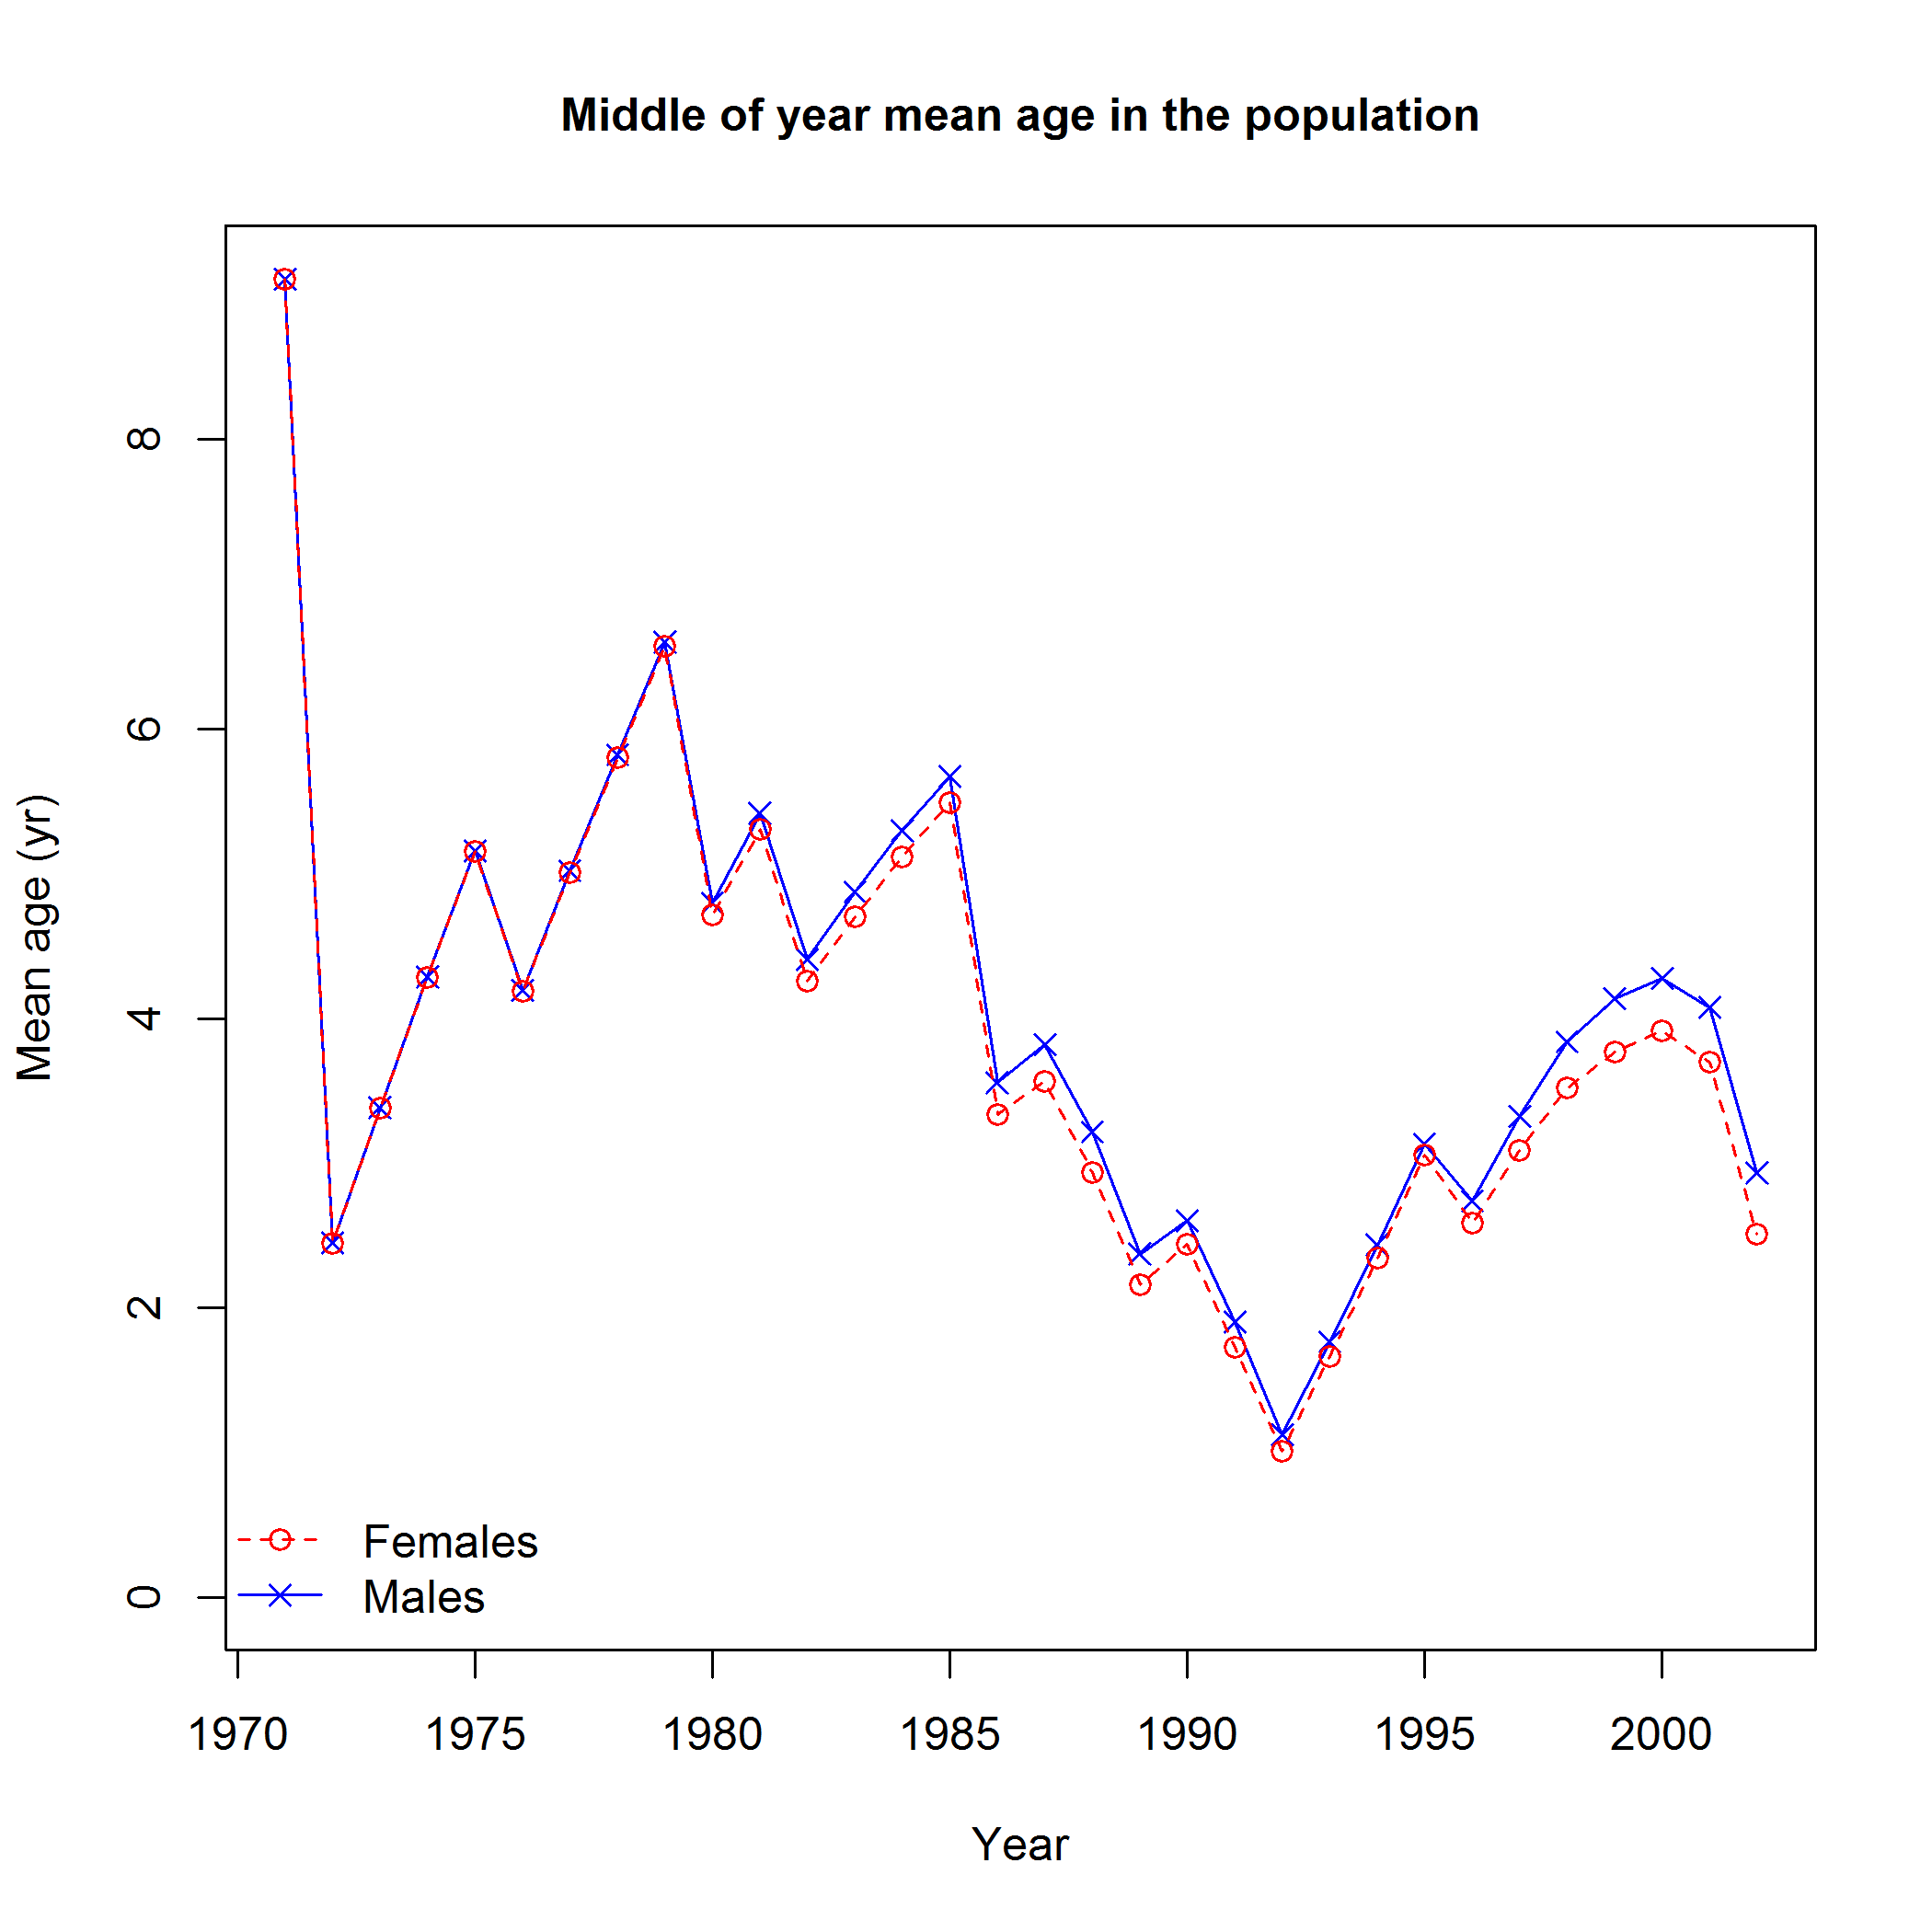 Middle of year mean age in the population
Mean age (yr)
8
6
4
2
0
Females
Males
1970 1975 1980 1985 1990 1995 2000
Year